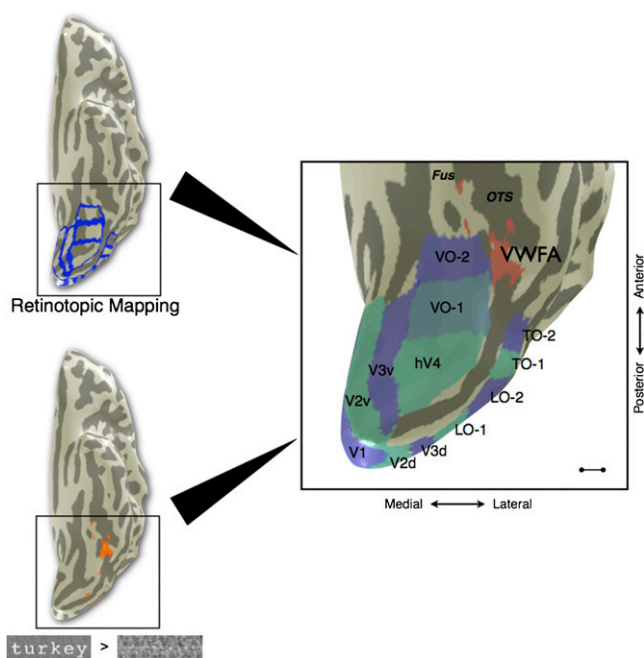 Retinotopic Mapping
turkey >
Fus
OTS
VWFA
VO-2
VO-1
TO-2
TO-1
hV4
V3v
LO-2
V2v
LO-1
V1
V3d
V2d
Anterior
Posterior
Medial Lateral